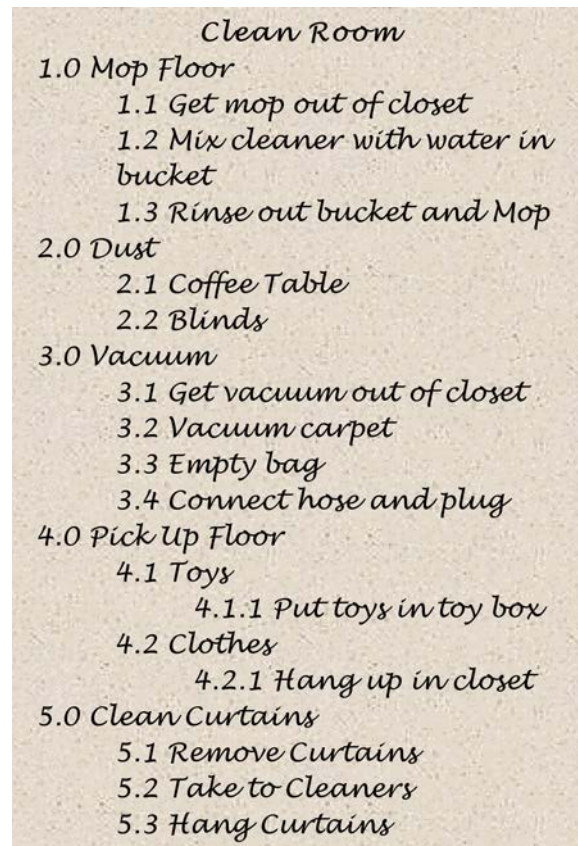 Clean Room
1.0 Mop Floor
1.1 Get mop out of closet
1.2 Mix cleaner with water in
bucket
1.3 Rinse out bucket and Mop
2.0 Dust
2.1 Coffee Table
2.2 Blinds
3.0 Vacuum
3.1 Get vacuum out of closet
3.2 Vacuum carpet
3.3 Empty bag
3.4 Connect hose and plug
4.0 Pick Up Floor
4.1 Toys
4.1.1 Put toys in toy box
4.2 Clothes
4.2.1 Hang up in closet
5.0 Clean Curtains
5.1 Remove Curtains
5.2 Take to Cleaners
5.3 Hang Curtains